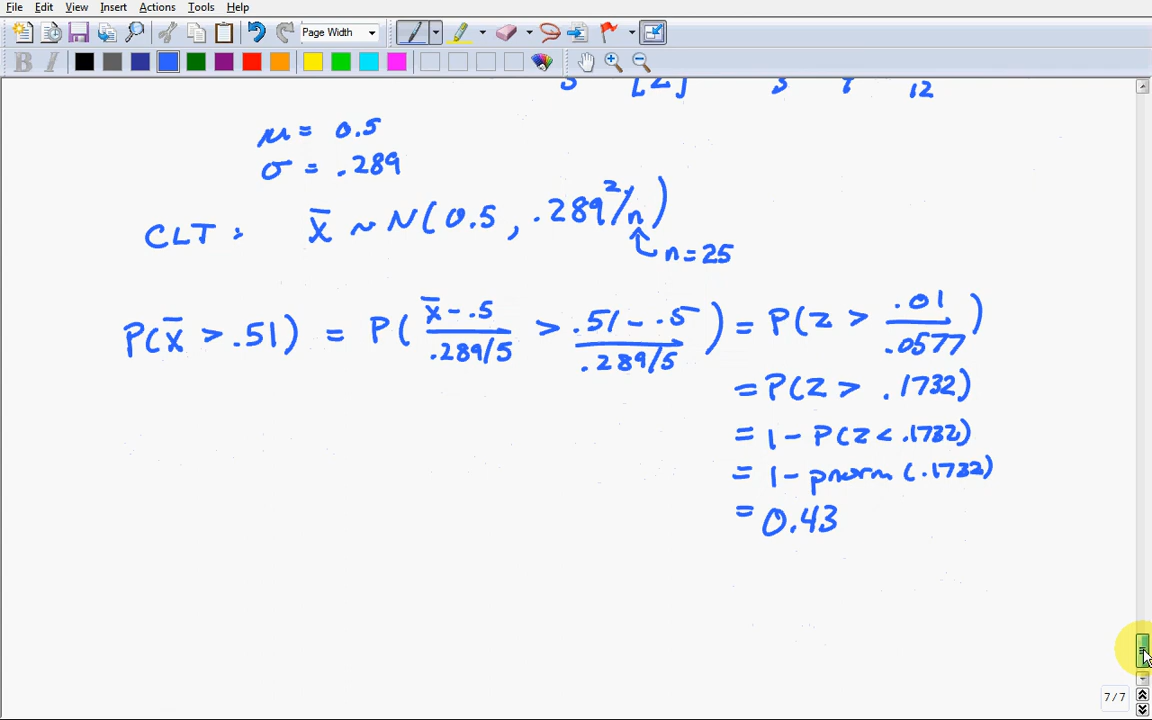 File Edit View Insert Actions Tools Help
Page Width
B I
12
μ = 0.5
σ = .289
CLT : x̄ ~ N(0.5, .289²/n)
n = 25
P(x̄ > .51) = P( (x̄ - .5)/(.289/5) > (.51 - .5)/(.289/5) ) = P(Z > .01/.0577)
= P(Z > .1732)
= 1 - P(Z < .1732)
= 1 - pnorm(.1732)
= 0.43
7/7